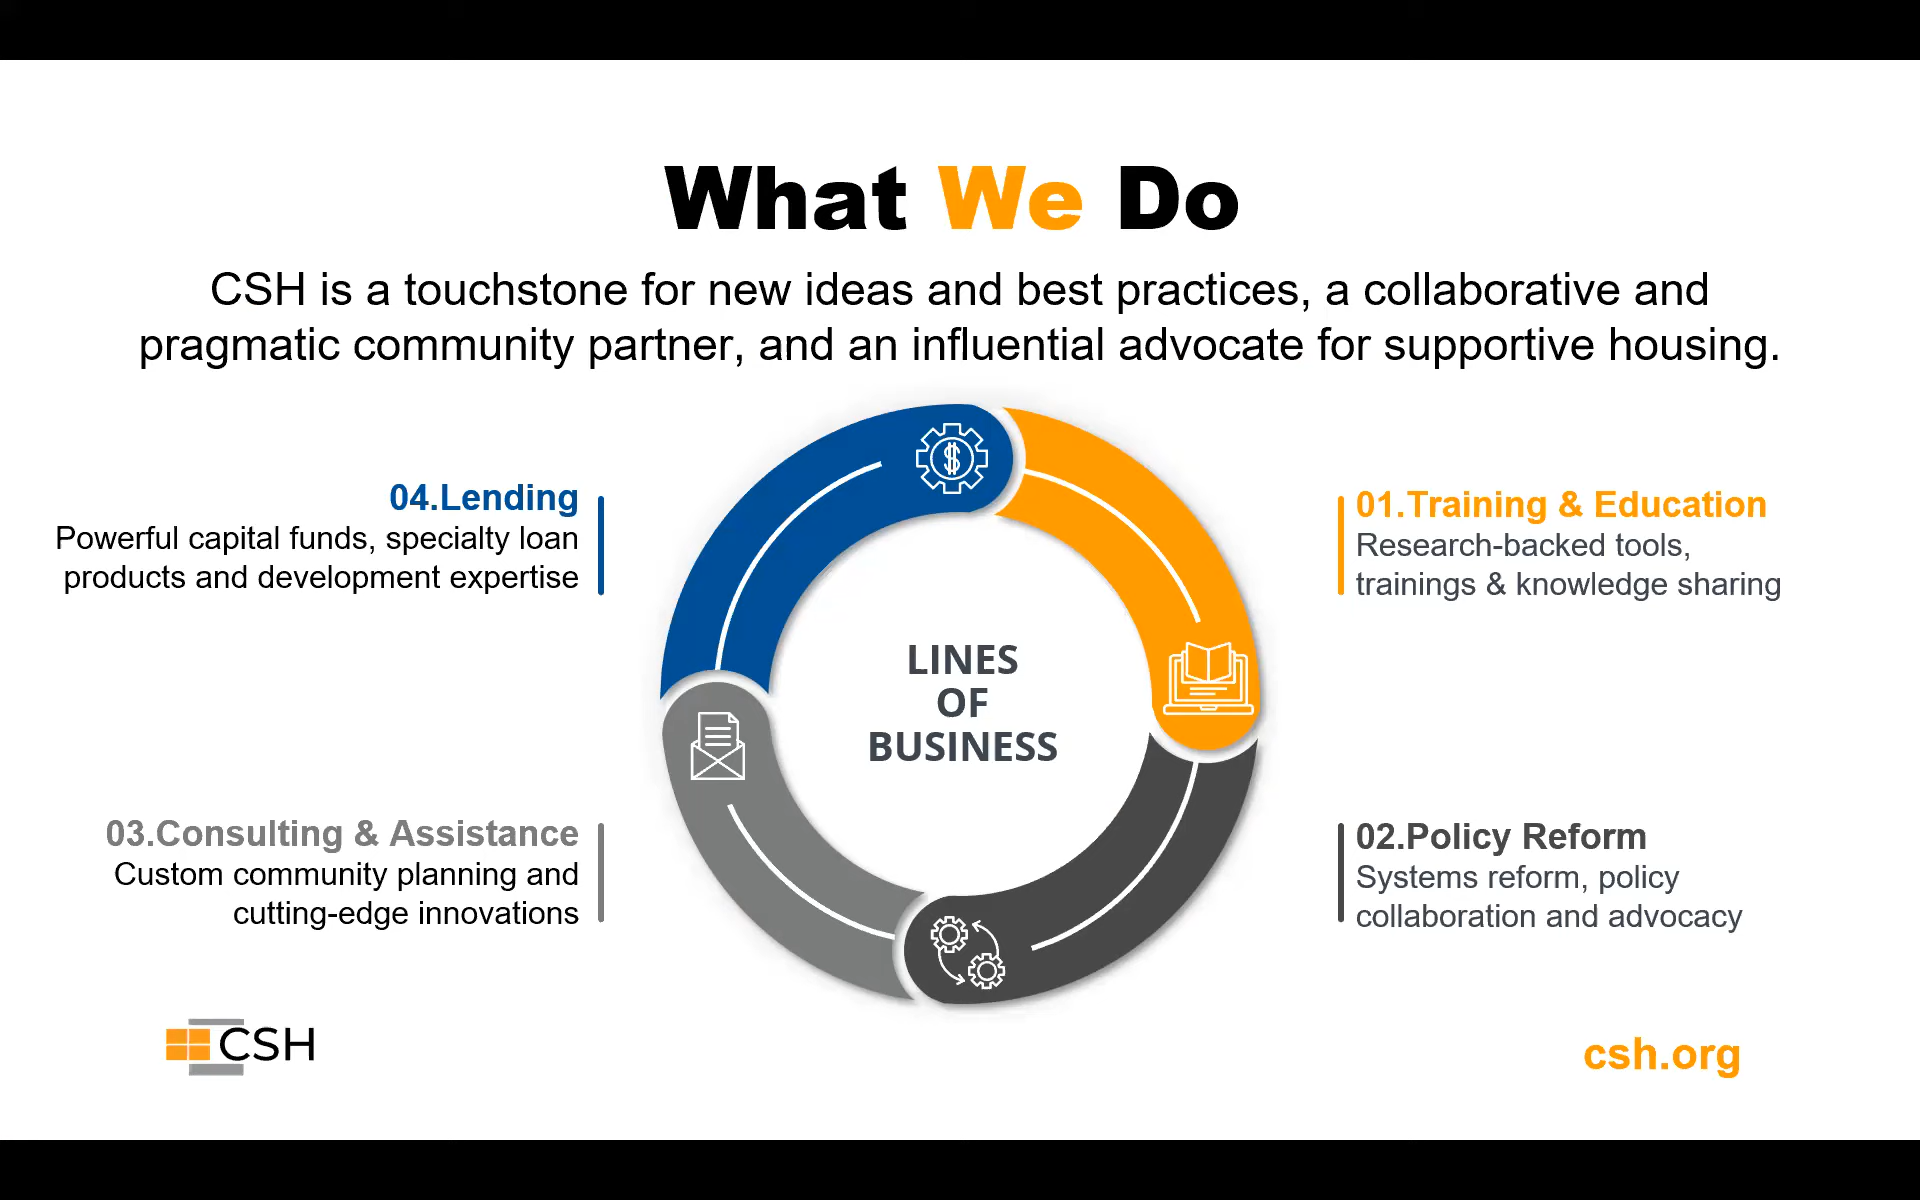 What We Do
CSH is a touchstone for new ideas and best practices, a collaborative and
pragmatic community partner, and an influential advocate for supportive housing.
04.Lending
Powerful capital funds, specialty loan
products and development expertise
01.Training & Education
Research-backed tools,
trainings & knowledge sharing
LINES
OF
BUSINESS
03.Consulting & Assistance
Custom community planning and
cutting-edge innovations
02.Policy Reform
Systems reform, policy
collaboration and advocacy
CSH
csh.org